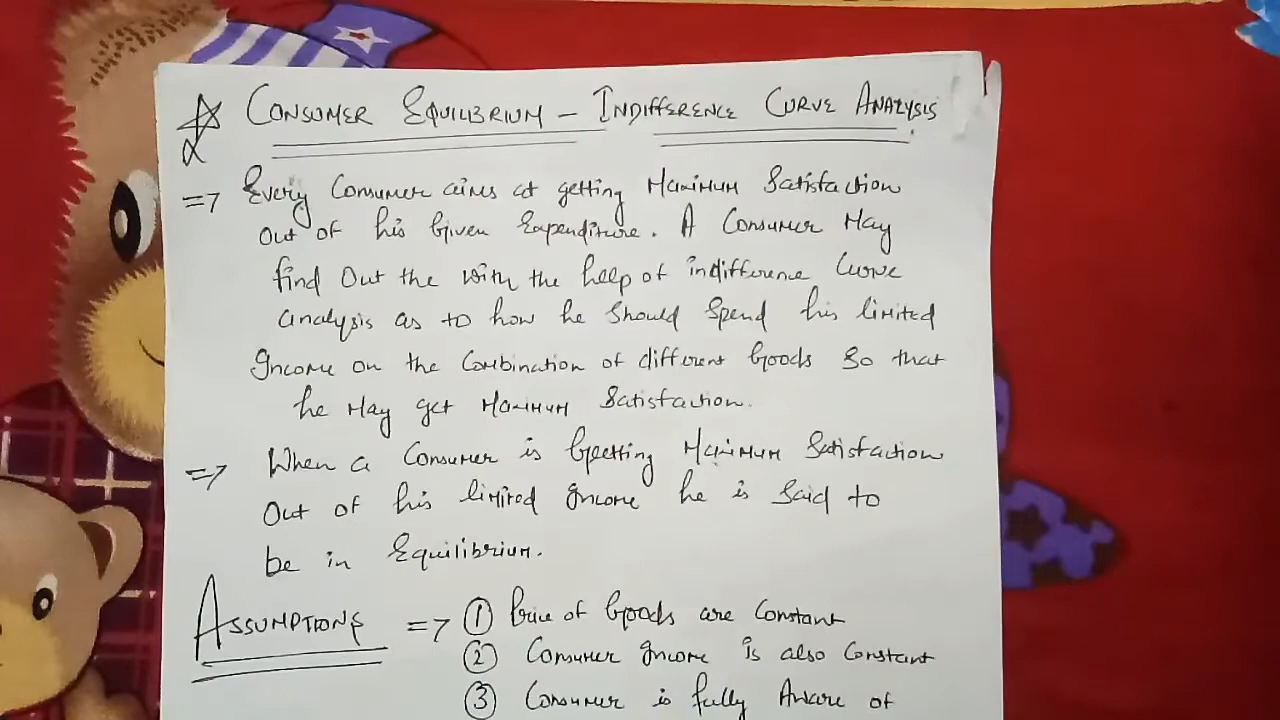 CONSUMER EQUILIBRIUM - INDIFFERENCE CURVE ANALYSIS
=> Every Consumer aims at getting Maximum Satisfaction
out of his Given Expenditure. A Consumer May
find out the with the help of indifference Curve
analysis as to how he should Spend his limited
Income on the Combination of different Goods so that
he May get Maximum Satisfaction.
=> When a Consumer is Getting Maximum Satisfaction
out of his limited Income he is Said to
be in Equilibrium.
ASSUMPTIONS => ① Price of Goods are Constant
② Consumer Income is also Constant
③ Consumer is fully Aware of